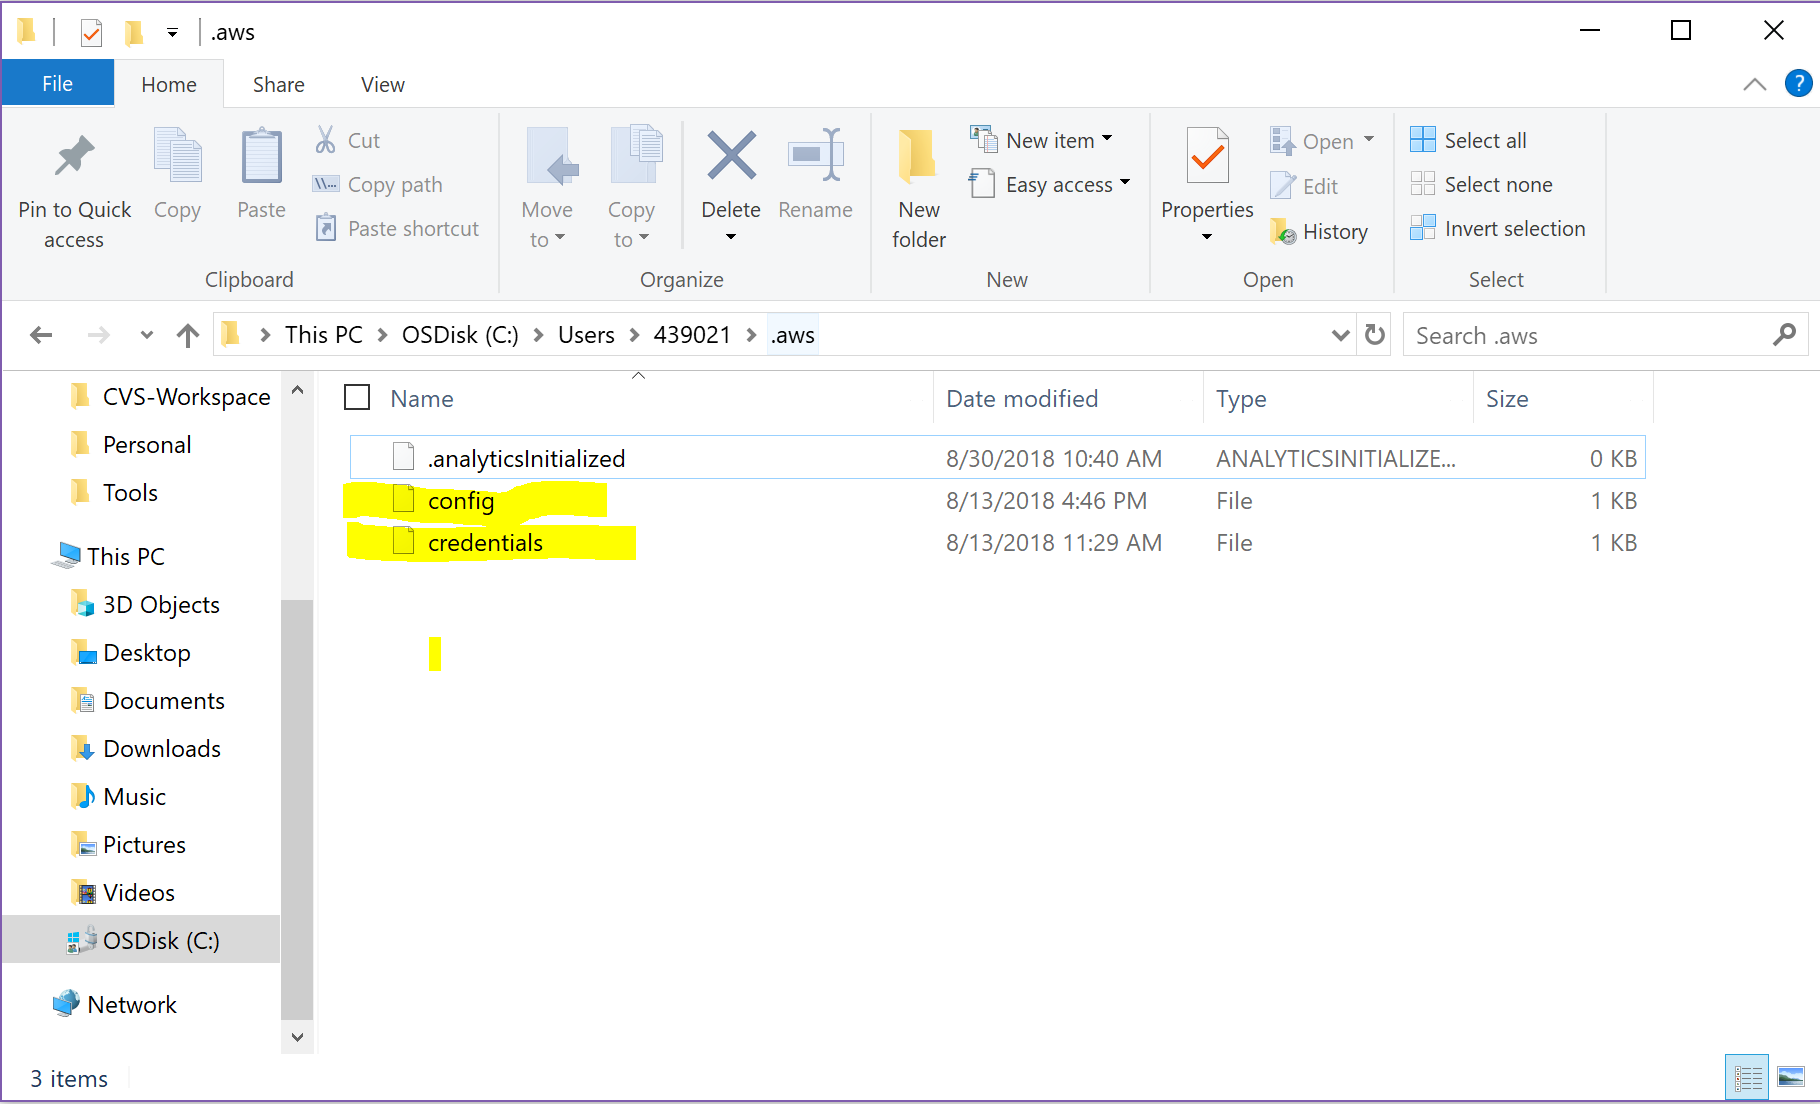 .aws
File Home Share View
Pin to Quick access
Copy
Paste
Cut
Copy path
Paste shortcut
Clipboard
Move to
Copy to
Delete
Rename
Organize
New folder
New item
Easy access
New
Properties
Open
Edit
History
Open
Select all
Select none
Invert selection
Select
This PC > OSDisk (C:) > Users > 439021 > .aws
Search .aws
CVS-Workspace
Personal
Tools
This PC
3D Objects
Desktop
Documents
Downloads
Music
Pictures
Videos
OSDisk (C:)
Network
Name Date modified Type Size
.analyticsInitialized 8/30/2018 10:40 AM ANALYTICSINITIALIZE... 0 KB
config 8/13/2018 4:46 PM File 1 KB
credentials 8/13/2018 11:29 AM File 1 KB
3 items